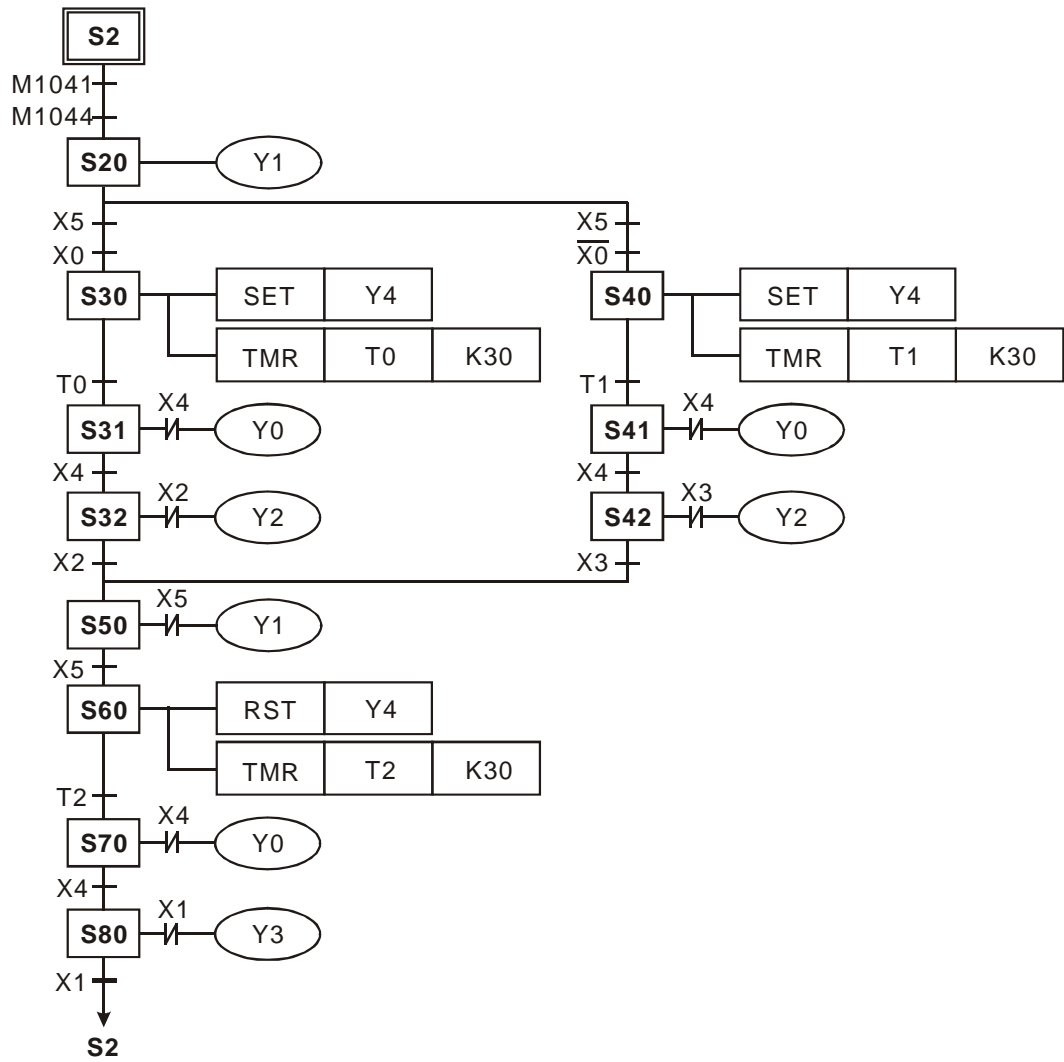 S2
M1041
M1044
S20 Y1
X5 X5
X0 X0
S30 SET Y4 S40 SET Y4
TMR T0 K30 TMR T1 K30
T0 X4 T1 X4
S31 Y0 S41 Y0
X4 X2 X4 X3
S32 Y2 S42 Y2
X2 X3
X5
S50 Y1
X5
S60 RST Y4
TMR T2 K30
T2 X4
S70 Y0
X4 X1
S80 Y3
X1
S2